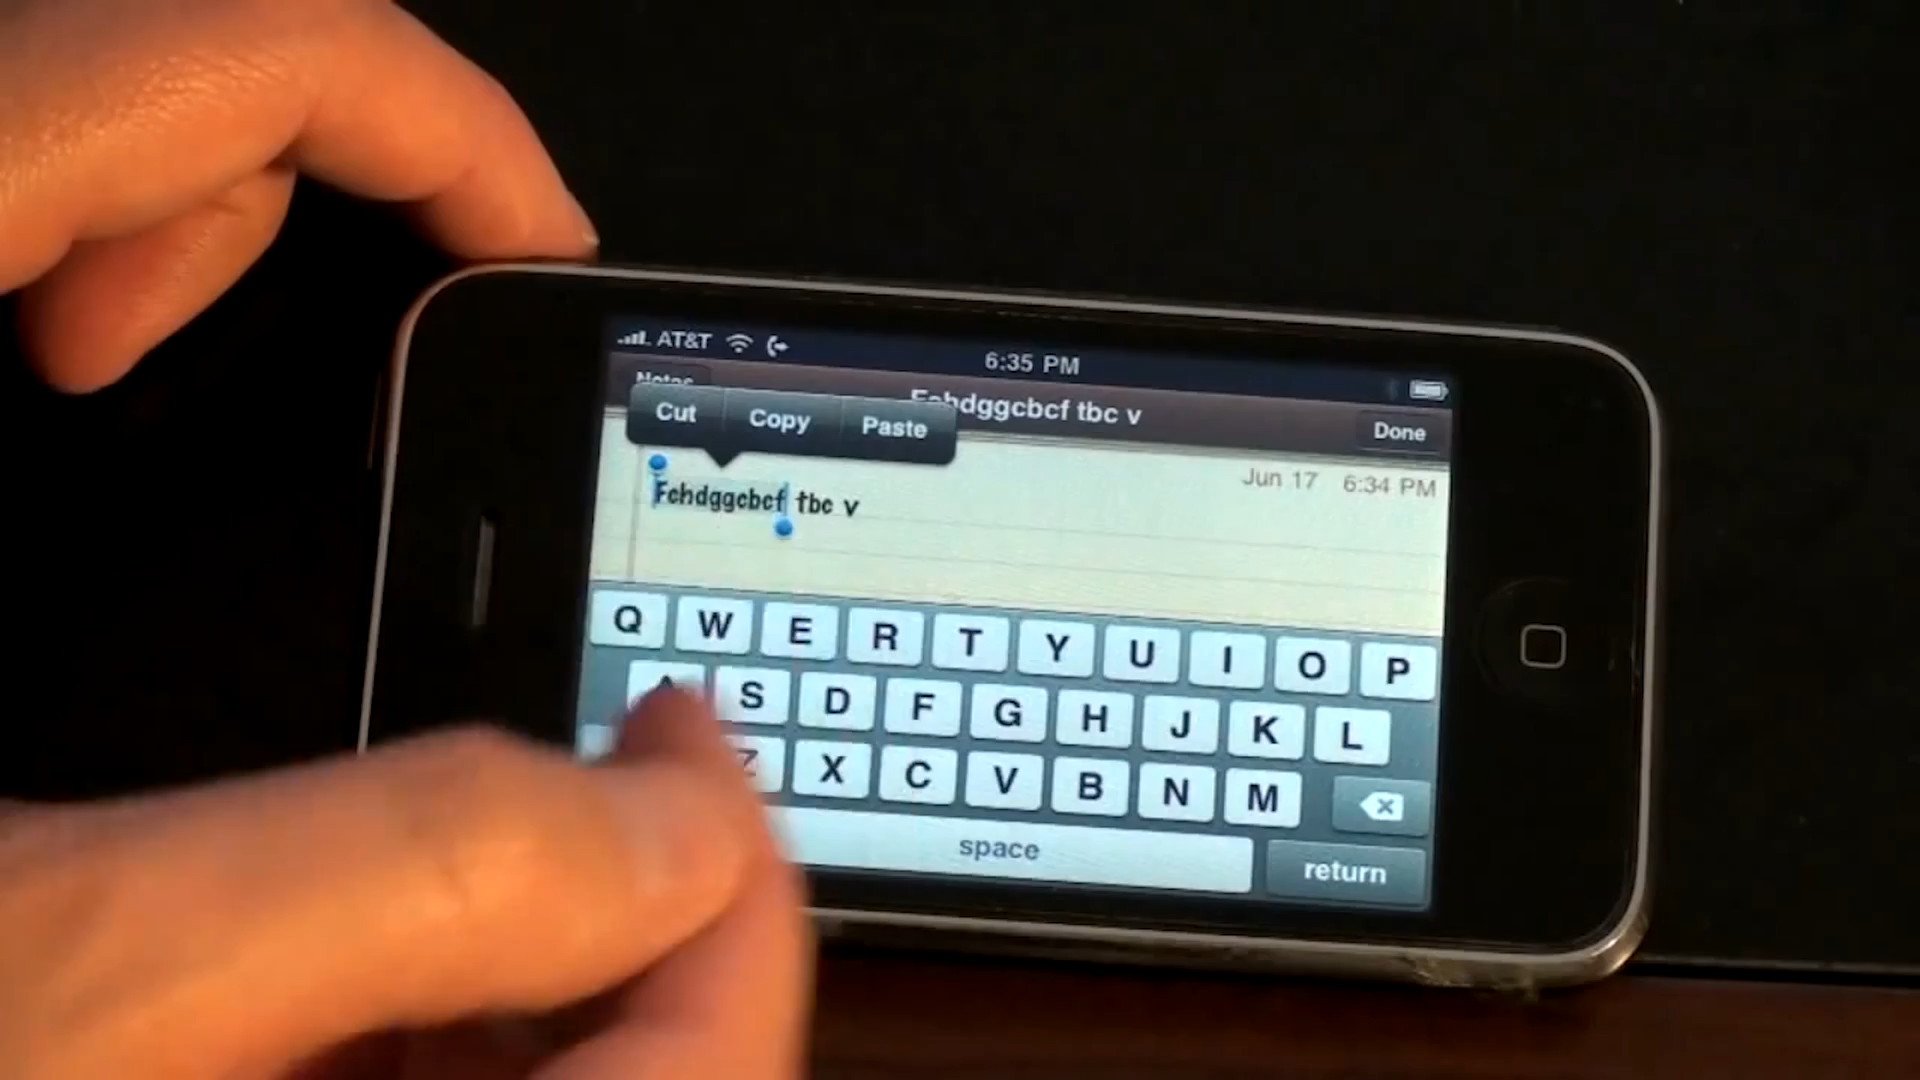 AT&T 6:35 PM
Notes Fchdggcbcf tbc v Done
Cut Copy Paste
Jun 17 6:34 PM
Fchdggcbcf tbc v
Q W E R T Y U I O P
A S D F G H J K L
Z X C V B N M
space return